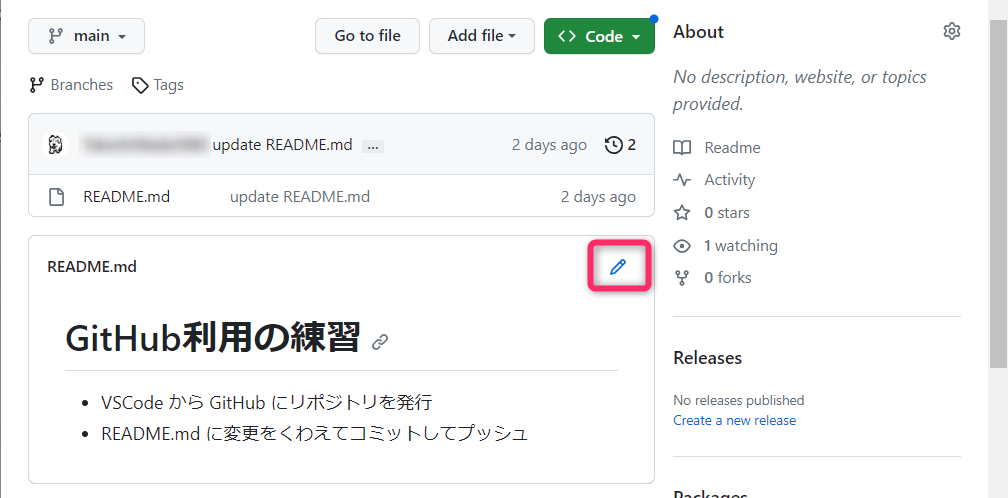 main
Go to file
Add file
Code
Branches
Tags
update README.md ... 2 days ago 2
README.md update README.md 2 days ago
README.md
GitHub利用の練習
VSCode から GitHub にリポジトリを発行
README.md に変更をくわえてコミットしてプッシュ
About
No description, website, or topics
provided.
Readme
Activity
0 stars
1 watching
0 forks
Releases
No releases published
Create a new release
Packages